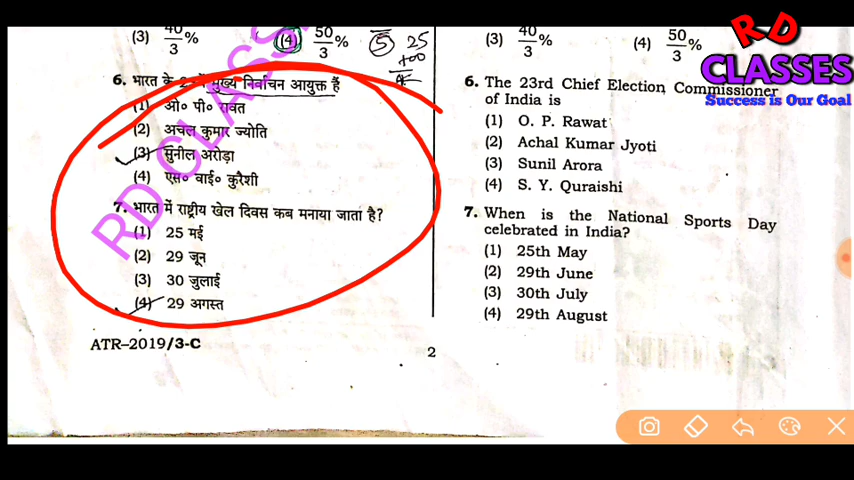 (3) 40/3%
(4) 50/3%
(5) 25
100
6. भारत के 2 मुख्य निर्वाचन आयुक्त हैं
(1) ओ० पी० रावत
(2) अचल कुमार ज्योति
(3) सुनील अरोड़ा
(4) एस० वाई० कुरैशी
7. भारत में राष्ट्रीय खेल दिवस कब मनाया जाता है?
(1) 25 मई
(2) 29 जून
(3) 30 जुलाई
(4) 29 अगस्त
ATR–2019/3-C
2
(3) 40/3%
(4) 50/3%
6. The 23rd Chief Election Commissioner
of India is
(1) O. P. Rawat
(2) Achal Kumar Jyoti
(3) Sunil Arora
(4) S. Y. Quraishi
7. When is the National Sports Day
celebrated in India?
(1) 25th May
(2) 29th June
(3) 30th July
(4) 29th August
RD
CLASSES
Success is Our Goal
RD CLASS